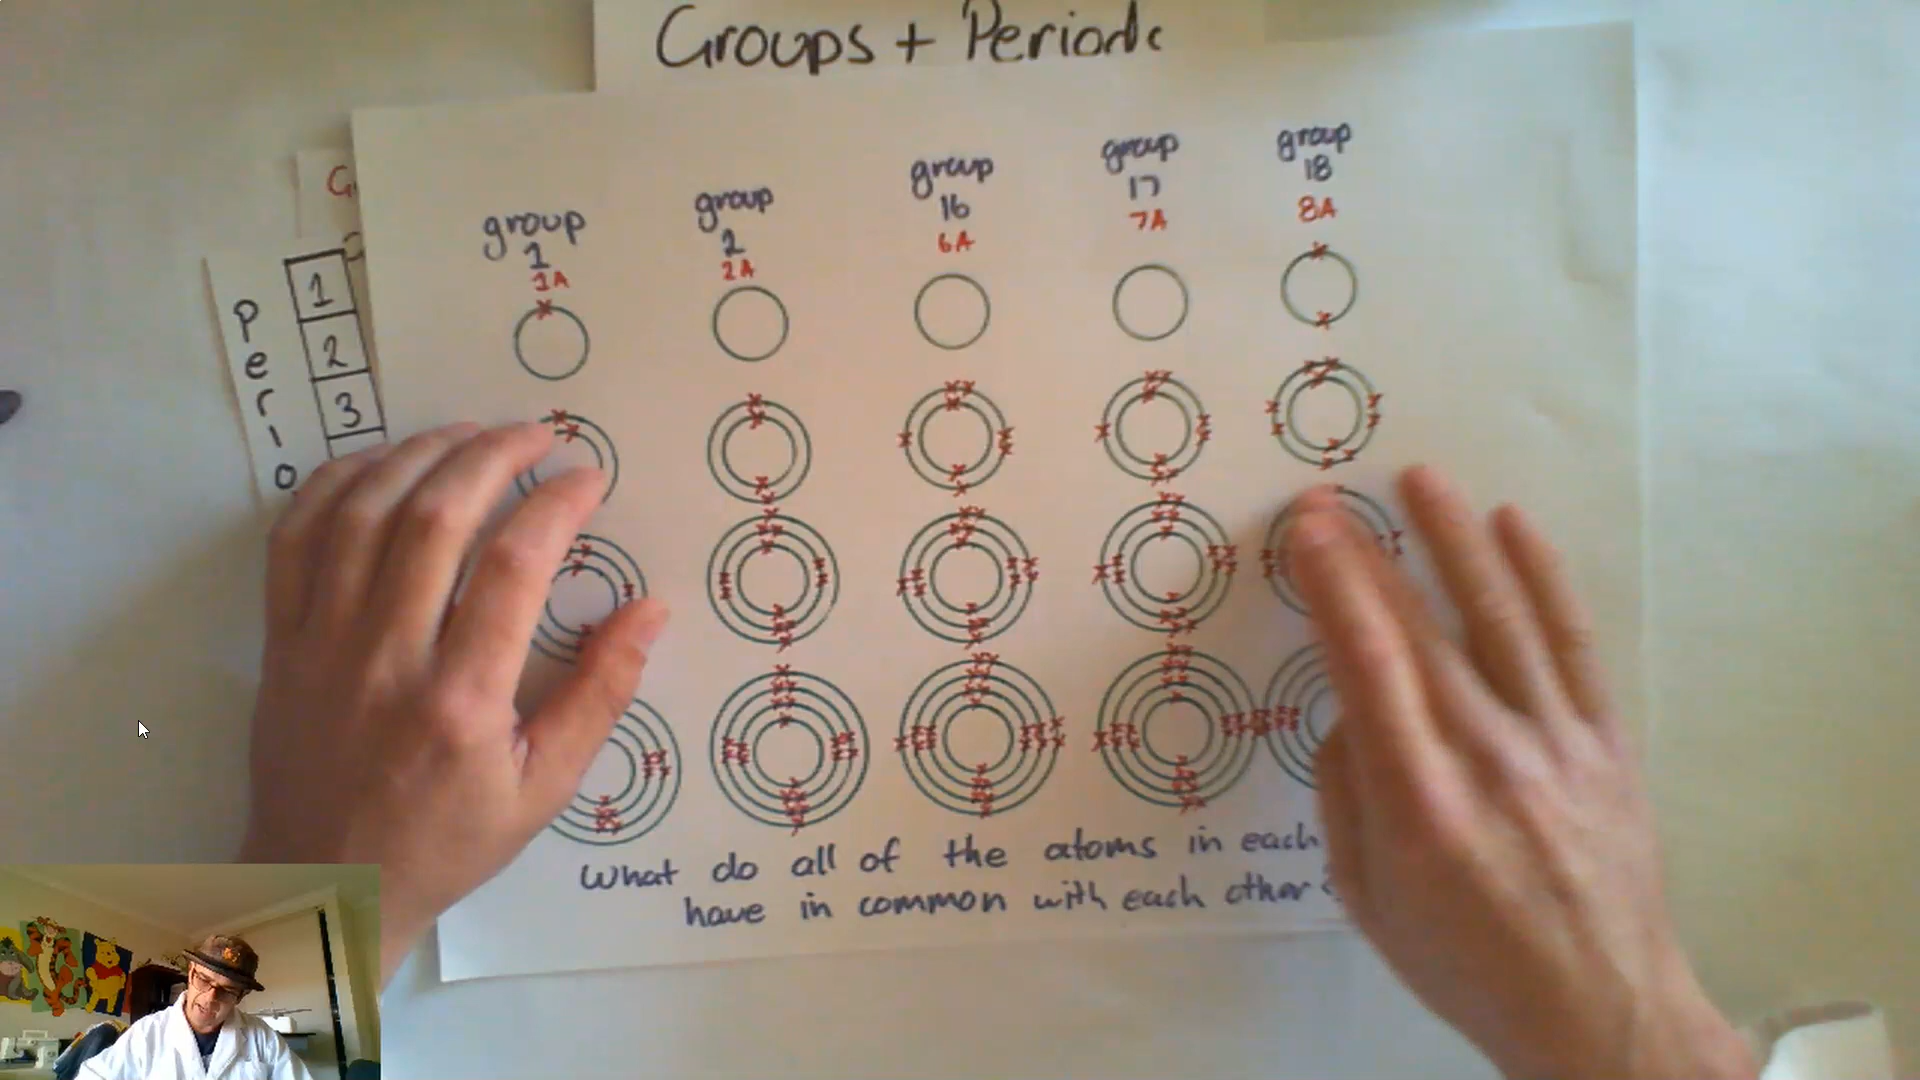 Groups + Periods
group
1
1A
group
2
2A
group
16
6A
group
17
7A
group
18
8A
G
Perio
1
2
3
What do all of the atoms in each
have in common with each other?